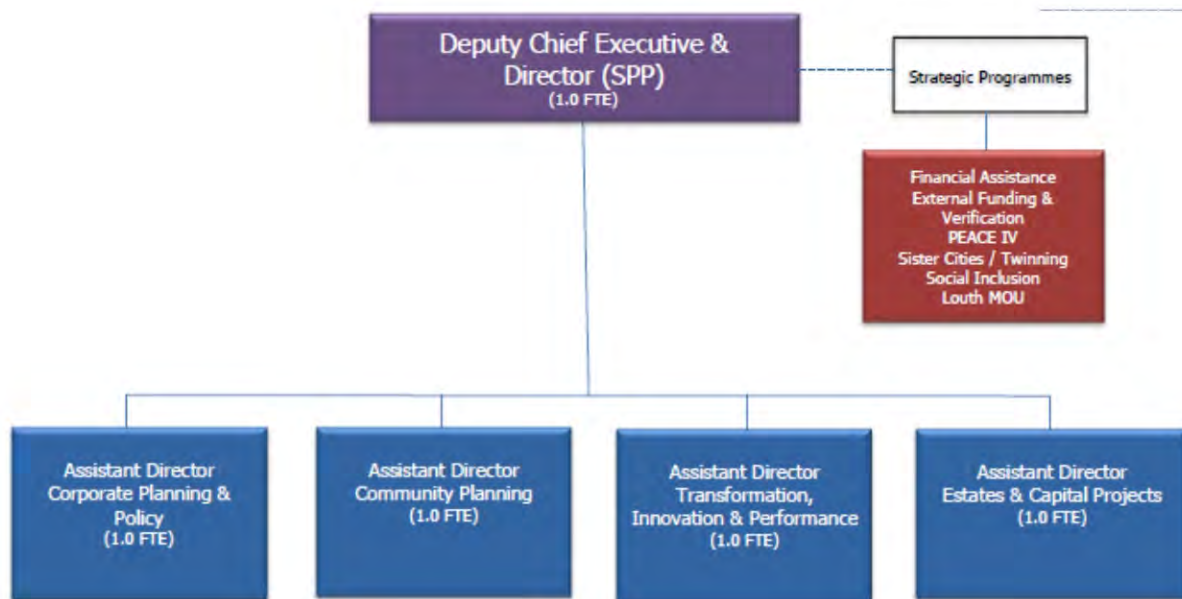 Deputy Chief Executive &
Director (SPP)
(1.0 FTE)
Strategic Programmes
Financial Assistance
External Funding &
Verification
PEACE IV
Sister Cities / Twinning
Social Inclusion
Louth MOU
Assistant Director
Corporate Planning &
Policy
(1.0 FTE)
Assistant Director
Community Planning
(1.0 FTE)
Assistant Director
Transformation,
Innovation & Performance
(1.0 FTE)
Assistant Director
Estates & Capital Projects
(1.0 FTE)